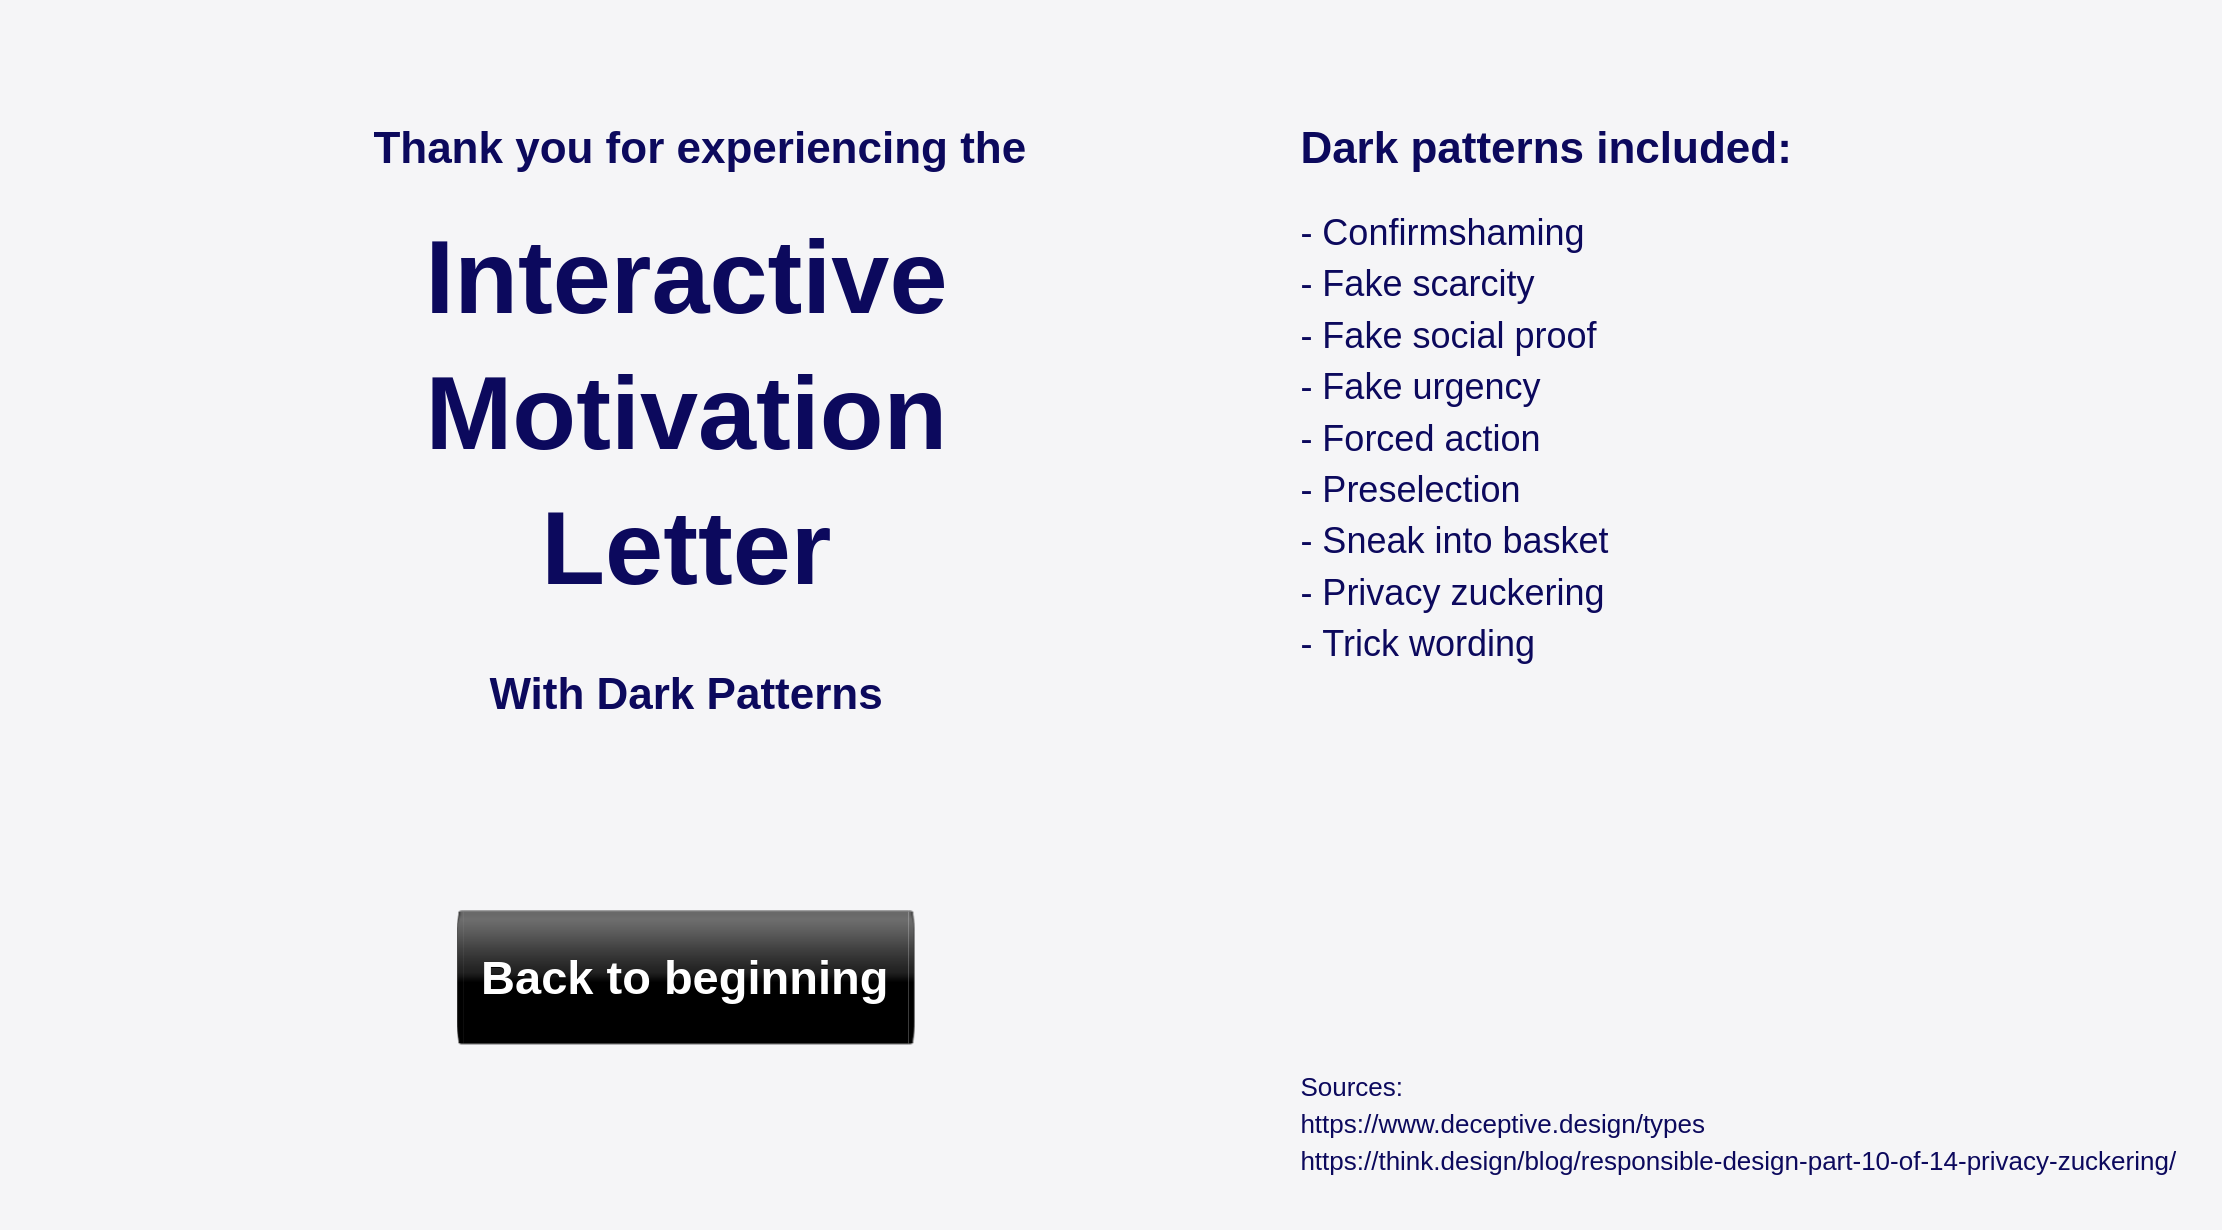 Thank you for experiencing the
Interactive
Motivation
Letter
With Dark Patterns
Back to beginning
Dark patterns included:
- Confirmshaming
- Fake scarcity
- Fake social proof
- Fake urgency
- Forced action
- Preselection
- Sneak into basket
- Privacy zuckering
- Trick wording
Sources:
https://www.deceptive.design/types
https://think.design/blog/responsible-design-part-10-of-14-privacy-zuckering/